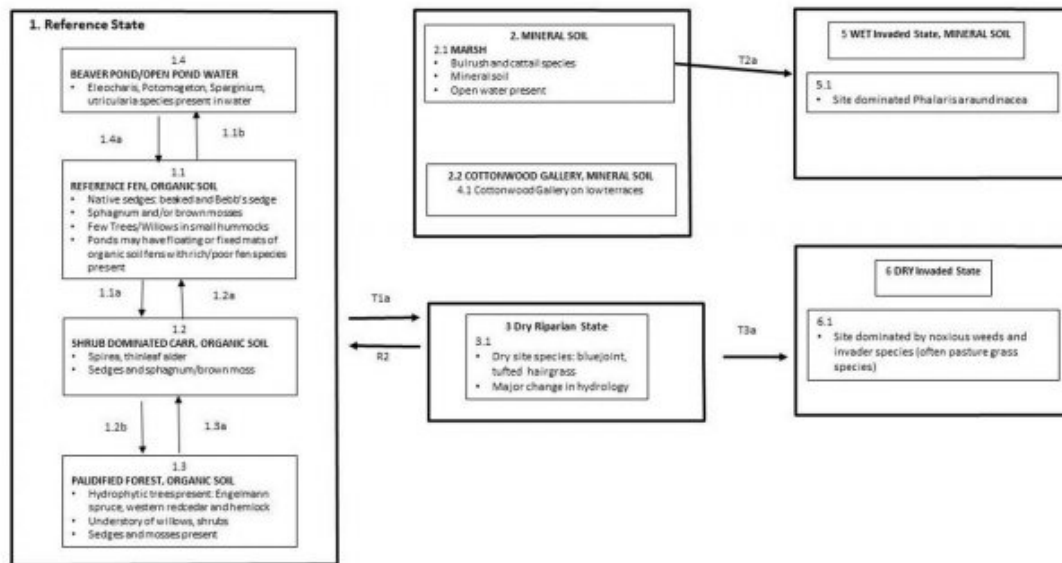 1. Reference State
1.4
BEAVER POND/OPEN POND WATER
• Eleocharis, Potomogeton, Sparginium,
utricularia species present in water
1.4a
1.1b
1.1
REFERENCE FEN, ORGANIC SOIL
• Native sedges: beaked and Bebb's sedge
• Sphagnum and/or brown mosses
• Few Trees/Willows in small hummocks
• Ponds may have floating or fixed mats of
organic soil fens with rich/poor fen species
present
1.1a
1.2a
1.2
SHRUB DOMINATED CARR, ORGANIC SOIL
• Spirea, thinleaf alder
• Sedges and sphagnum/brown moss
1.2b
1.3a
1.3
PALIDIFIED FOREST, ORGANIC SOIL
• Hydrophytic trees present: Engelmann
spruce, western redcedar and hemlock
• Understory of willows, shrubs
• Sedges and mosses present
T1a
R2
2. MINERAL SOIL
2.1 MARSH
• Bulrush and cattail species
• Mineral soil
• Open water present
2.2 COTTONWOOD GALLERY, MINERAL SOIL
4.1 Cottonwood Gallery on low terraces
T2a
3 Dry Riparian State
3.1
• Dry site species: bluejoint,
tufted hairgrass
• Major change in hydrology
T3a
5 WET Invaded State, MINERAL SOIL
5.1
• Site dominated Phalaris araundinacea
6 DRY Invaded State
6.1
• Site dominated by noxious weeds and
invader species (often pasture grass
species)